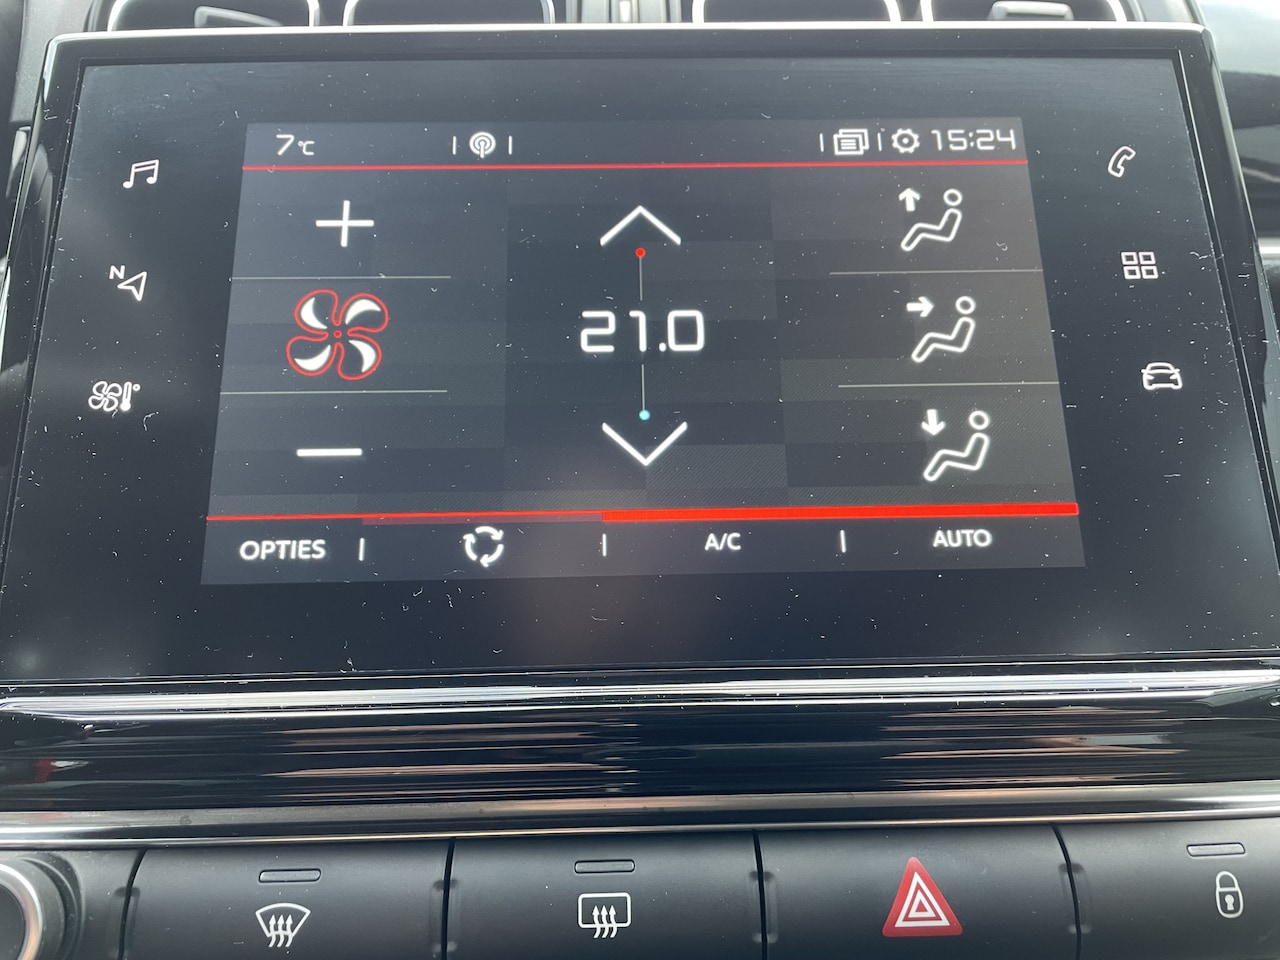 7°C 15:24
N
21.0
OPTIES A/C AUTO